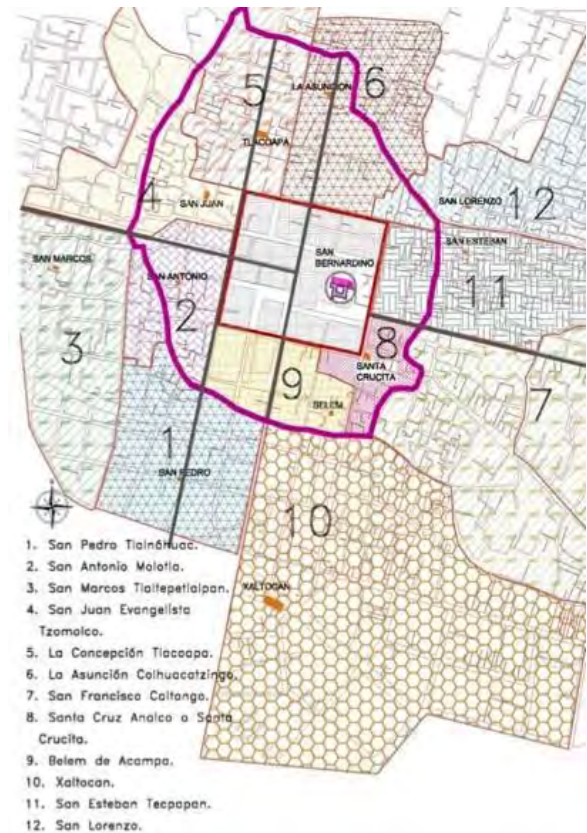 5
6
LA ASUNCION
TLACOAPA
4
SAN JUAN
SAN LORENZO
12
SAN ESTEBAN
SAN MARCOS
SAN ANTONIO
SAN
BERNARDINO
11
2
3
8
SANTA
CRUCITA
9
7
BELEM
1
SAN PEDRO
10
XALTOCAN
1. San Pedro Tlalnáhuac.
2. San Antonio Molotla.
3. San Marcos Tlaltepetlalpan.
4. San Juan Evangelista
Tzomolco.
5. La Concepción Tlacoapa.
6. La Asunción Colhuacatzingo.
7. San Francisco Caltongo.
8. Santa Cruz Analco o Santa
Crucita.
9. Belem de Acampa.
10. Xaltocan.
11. San Esteban Tecpapan.
12. San Lorenzo.